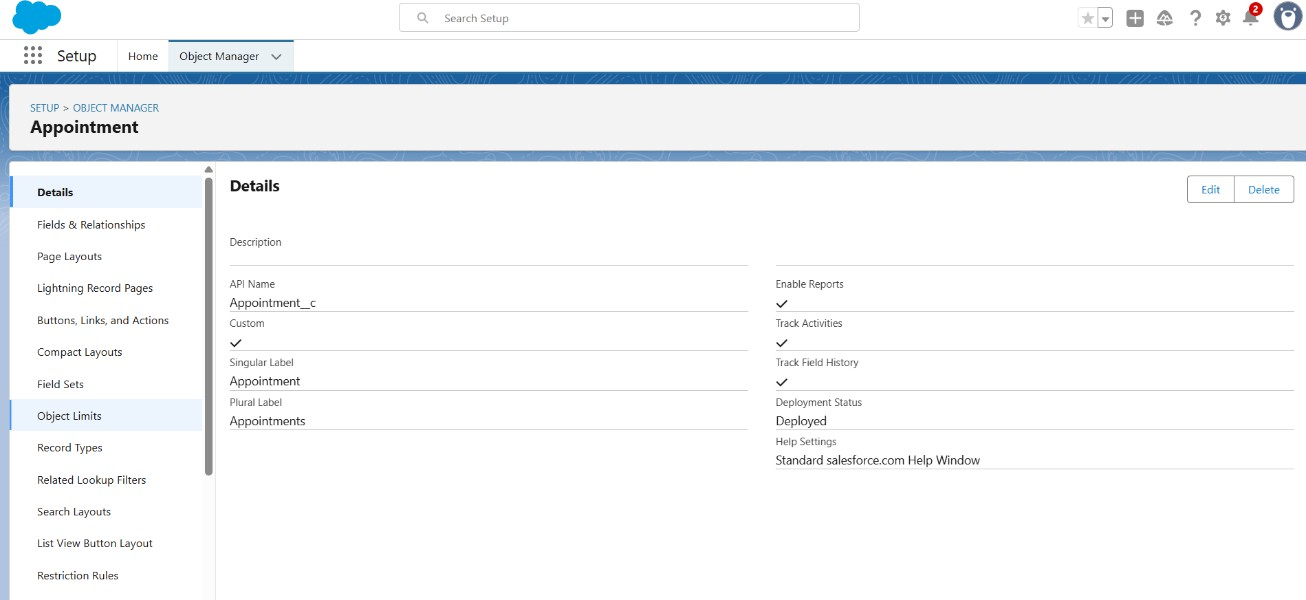 Search Setup
2
Setup
Home
Object Manager
SETUP > OBJECT MANAGER
Appointment
Details
Fields & Relationships
Page Layouts
Lightning Record Pages
Buttons, Links, and Actions
Compact Layouts
Field Sets
Object Limits
Record Types
Related Lookup Filters
Search Layouts
List View Button Layout
Restriction Rules
Details
Edit
Delete
Description
API Name
Appointment__c
Custom
Singular Label
Appointment
Plural Label
Appointments
Enable Reports
Track Activities
Track Field History
Deployment Status
Deployed
Help Settings
Standard salesforce.com Help Window